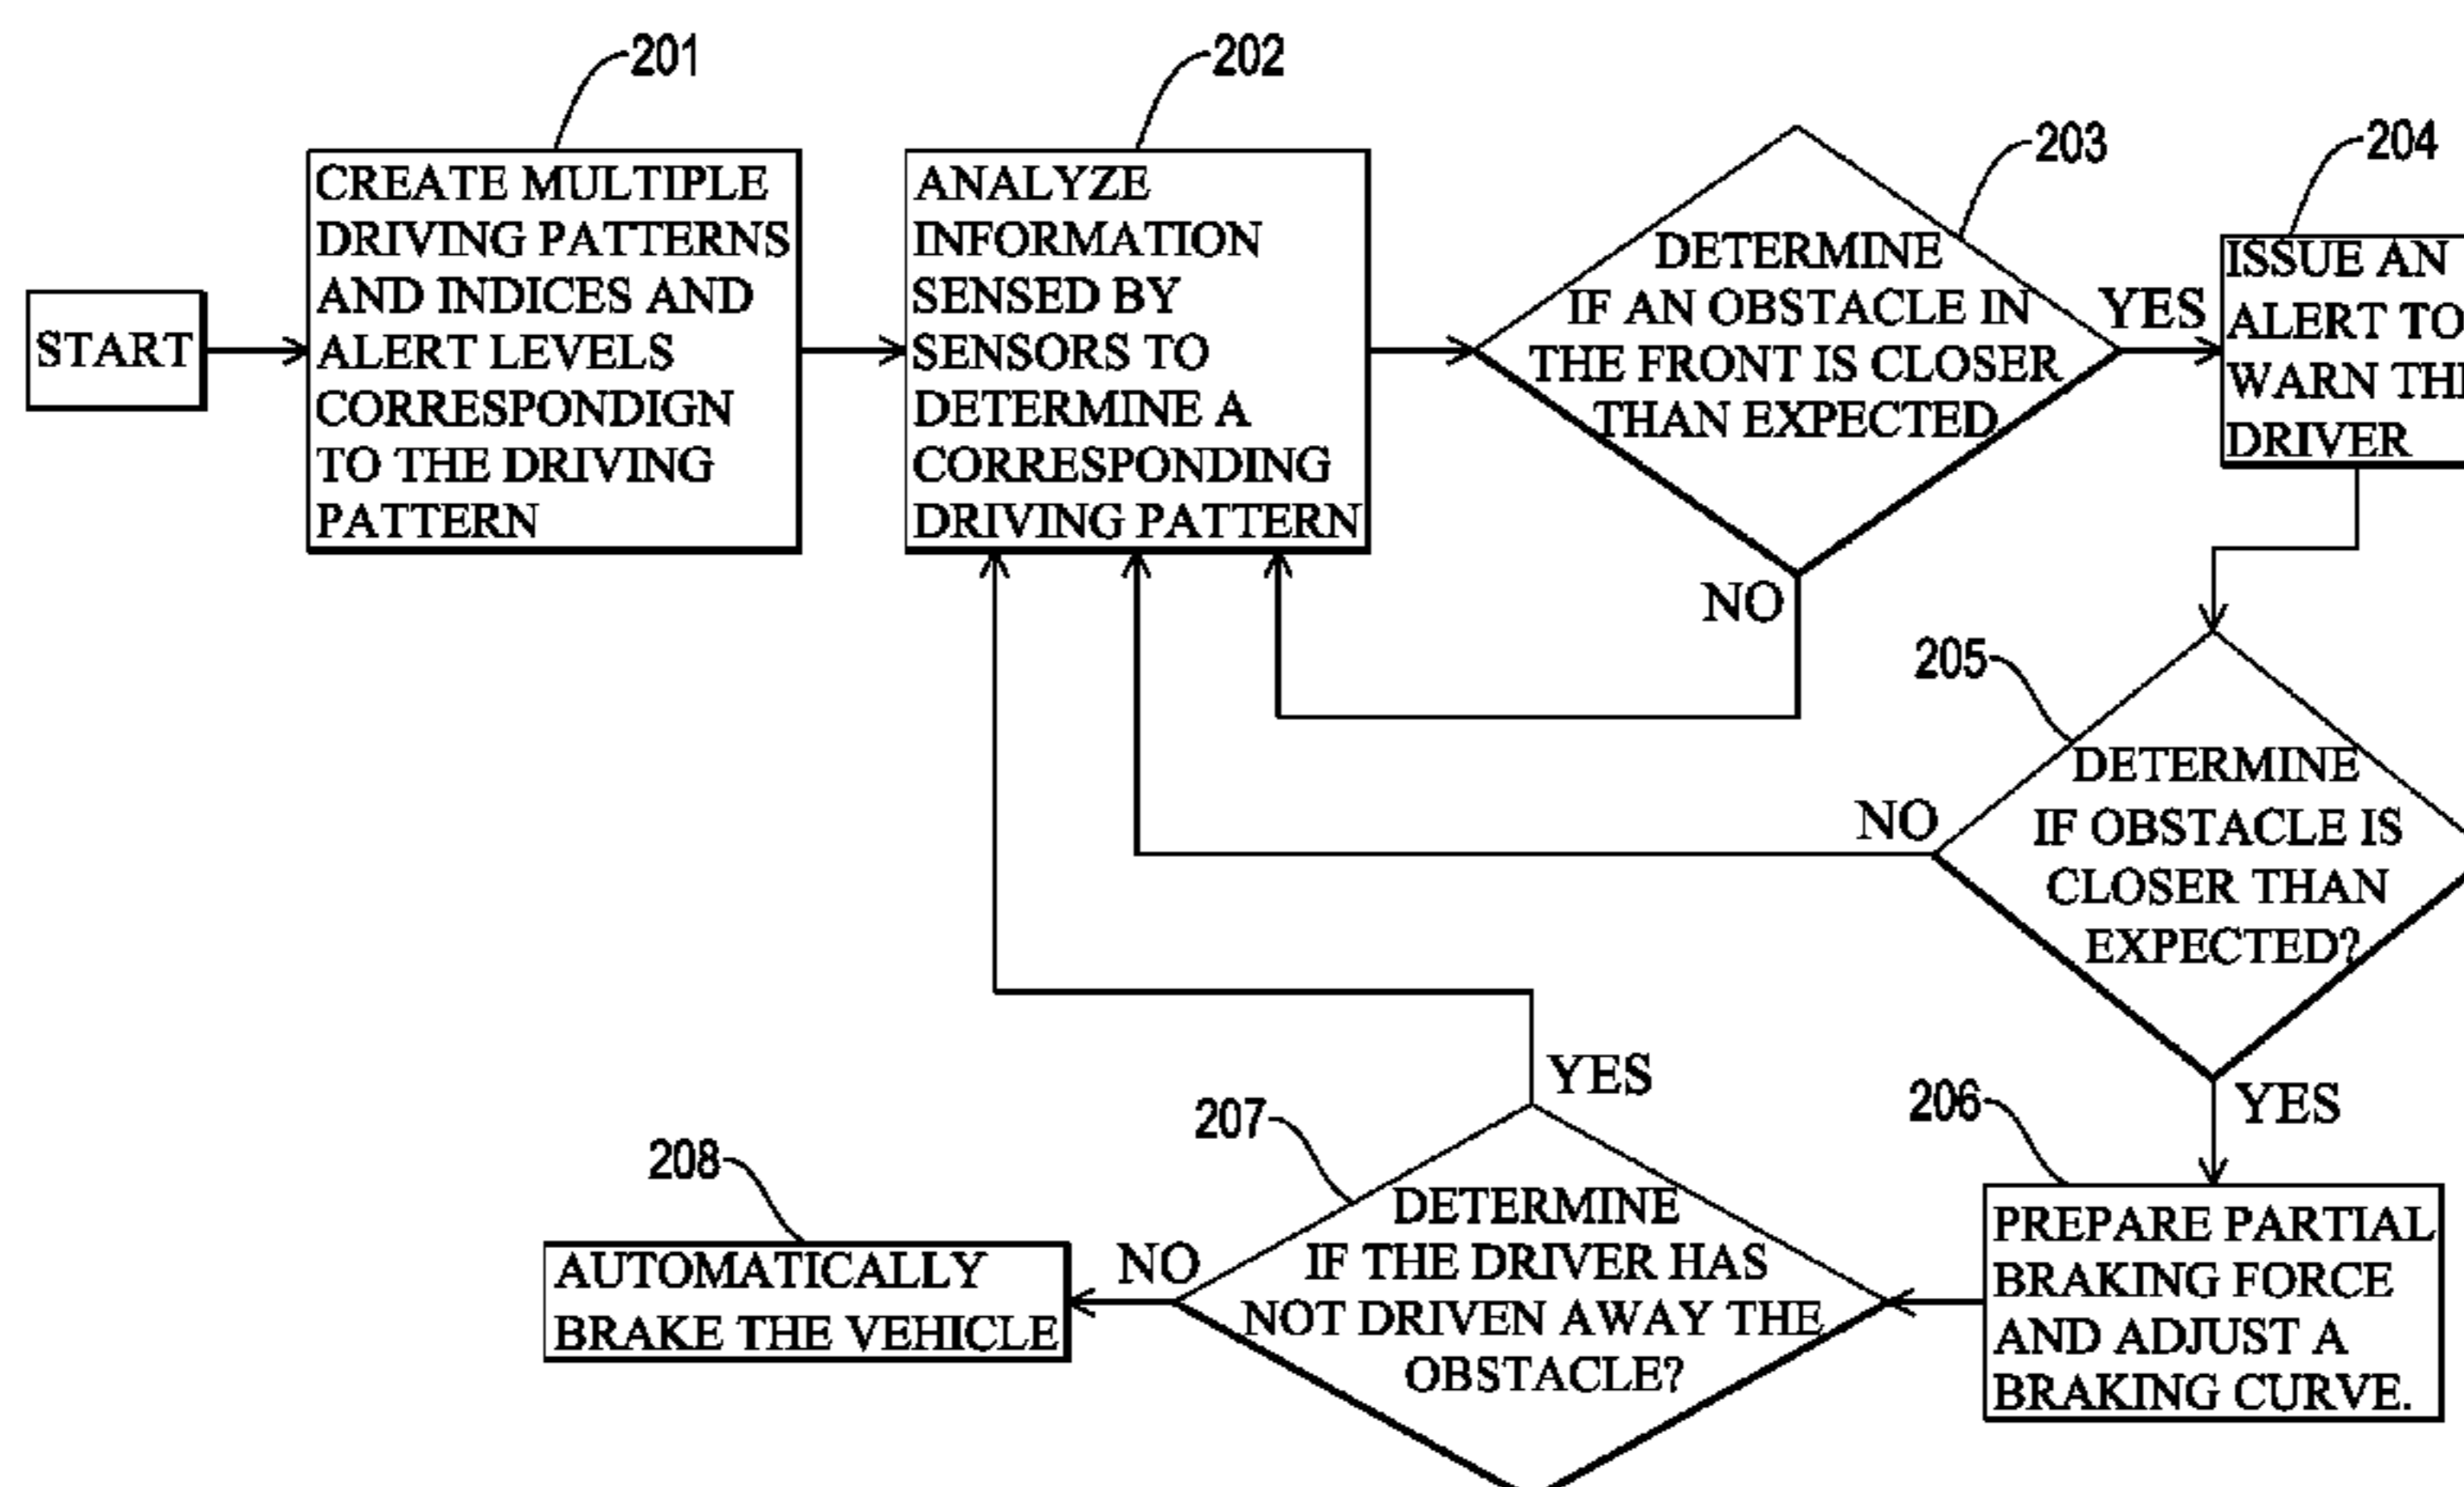 START
201
CREATE MULTIPLE
DRIVING PATTERNS
AND INDICES AND
ALERT LEVELS
CORRESPONDIGN
TO THE DRIVING
PATTERN
202
ANALYZE
INFORMATION
SENSED BY
SENSORS TO
DETERMINE A
CORRESPONDING
DRIVING PATTERN
203
DETERMINE
IF AN OBSTACLE IN
THE FRONT IS CLOSER
THAN EXPECTED
YES
NO
204
ISSUE AN
ALERT TO
WARN THE
DRIVER
205
DETERMINE
IF OBSTACLE IS
CLOSER THAN
EXPECTED?
NO
YES
206
PREPARE PARTIAL
BRAKING FORCE
AND ADJUST A
BRAKING CURVE.
207
DETERMINE
IF THE DRIVER HAS
NOT DRIVEN AWAY THE
OBSTACLE?
YES
NO
208
AUTOMATICALLY
BRAKE THE VEHICLE